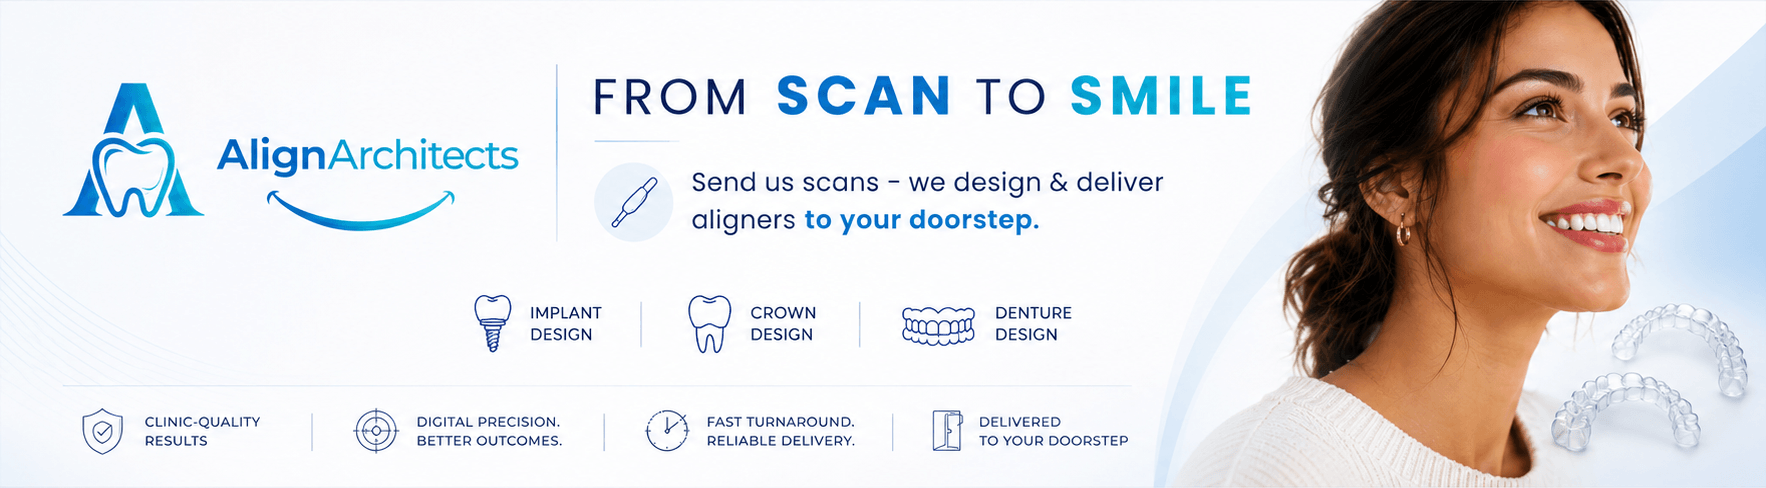 AlignArchitects
FROM SCAN TO SMILE
Send us scans - we design & deliver
aligners to your doorstep.
IMPLANT
DESIGN
CROWN
DESIGN
DENTURE
DESIGN
CLINIC-QUALITY
RESULTS
DIGITAL PRECISION.
BETTER OUTCOMES.
FAST TURNAROUND.
RELIABLE DELIVERY.
DELIVERED
TO YOUR DOORSTEP